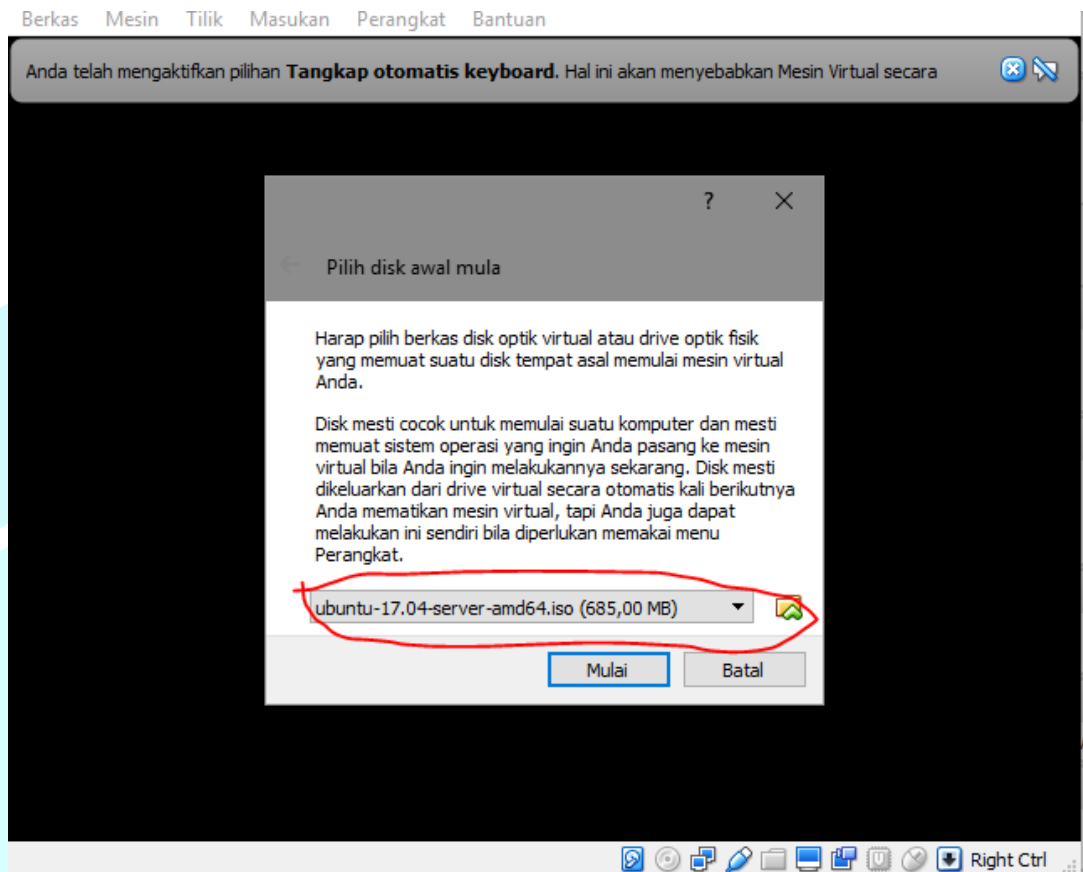 Berkas Mesin Tilik Masukan Perangkat Bantuan
Anda telah mengaktifkan pilihan Tangkap otomatis keyboard. Hal ini akan menyebabkan Mesin Virtual secara
?
Pilih disk awal mula
Harap pilih berkas disk optik virtual atau drive optik fisik
yang memuat suatu disk tempat asal memulai mesin virtual
Anda.
Disk mesti cocok untuk memulai suatu komputer dan mesti
memuat sistem operasi yang ingin Anda pasang ke mesin
virtual bila Anda ingin melakukannya sekarang. Disk mesti
dikeluarkan dari drive virtual secara otomatis kali berikutnya
Anda mematikan mesin virtual, tapi Anda juga dapat
melakukan ini sendiri bila diperlukan memakai menu
Perangkat.
ubuntu-17.04-server-amd64.iso (685,00 MB)
Mulai Batal
Right Ctrl